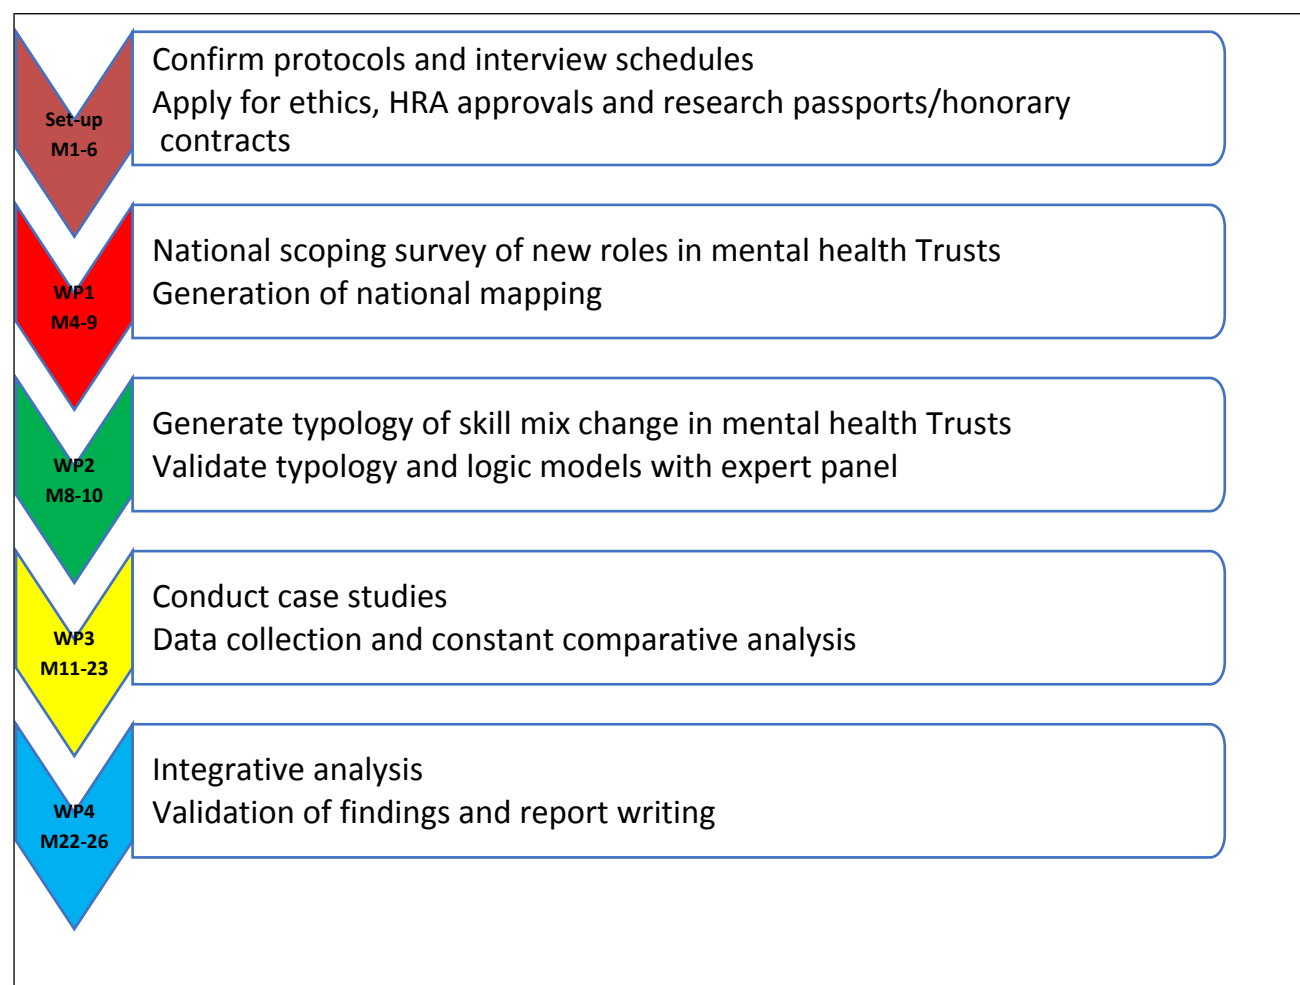 Set-up
M1-6
Confirm protocols and interview schedules
Apply for ethics, HRA approvals and research passports/honorary
contracts
WP1
M4-9
National scoping survey of new roles in mental health Trusts
Generation of national mapping
WP2
M8-10
Generate typology of skill mix change in mental health Trusts
Validate typology and logic models with expert panel
WP3
M11-23
Conduct case studies
Data collection and constant comparative analysis
WP4
M22-26
Integrative analysis
Validation of findings and report writing